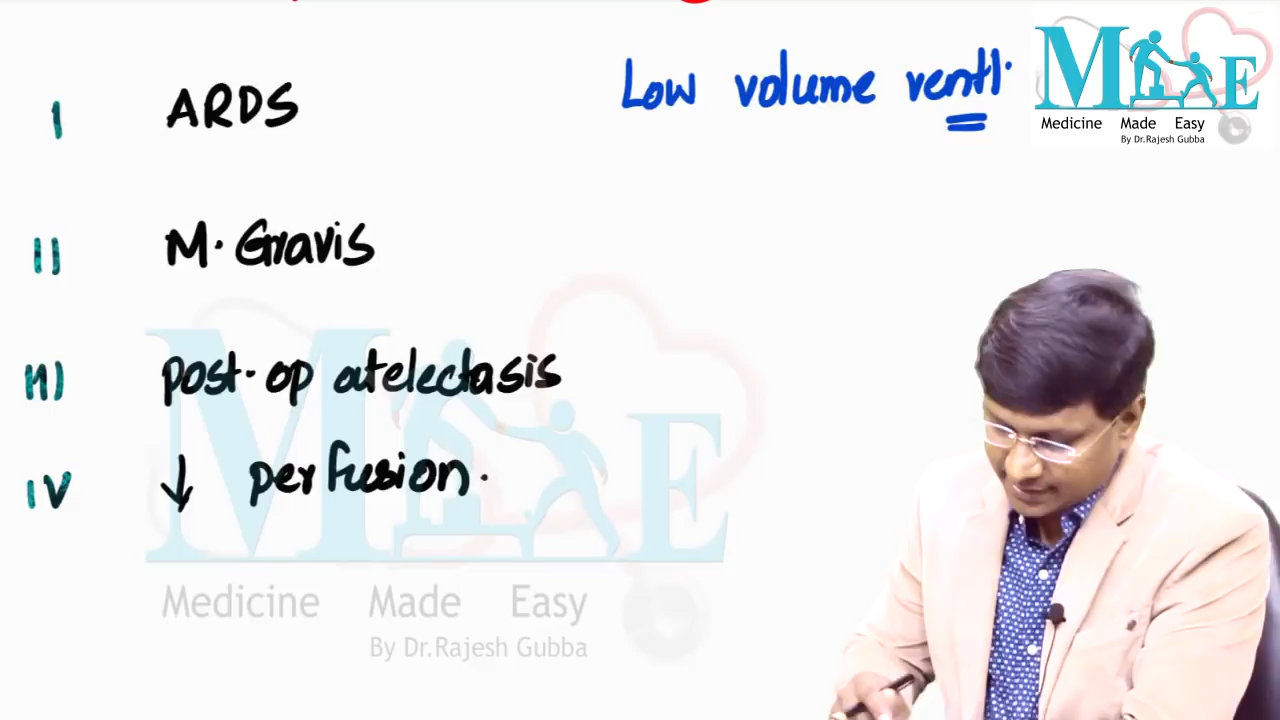 I ARDS
Low volume ventl.
II M. Gravis
III) post-op atelectasis
IV ↓ perfusion.
M E
Medicine Made Easy
By Dr.Rajesh Gubba
M E
Medicine Made Easy
By Dr.Rajesh Gubba